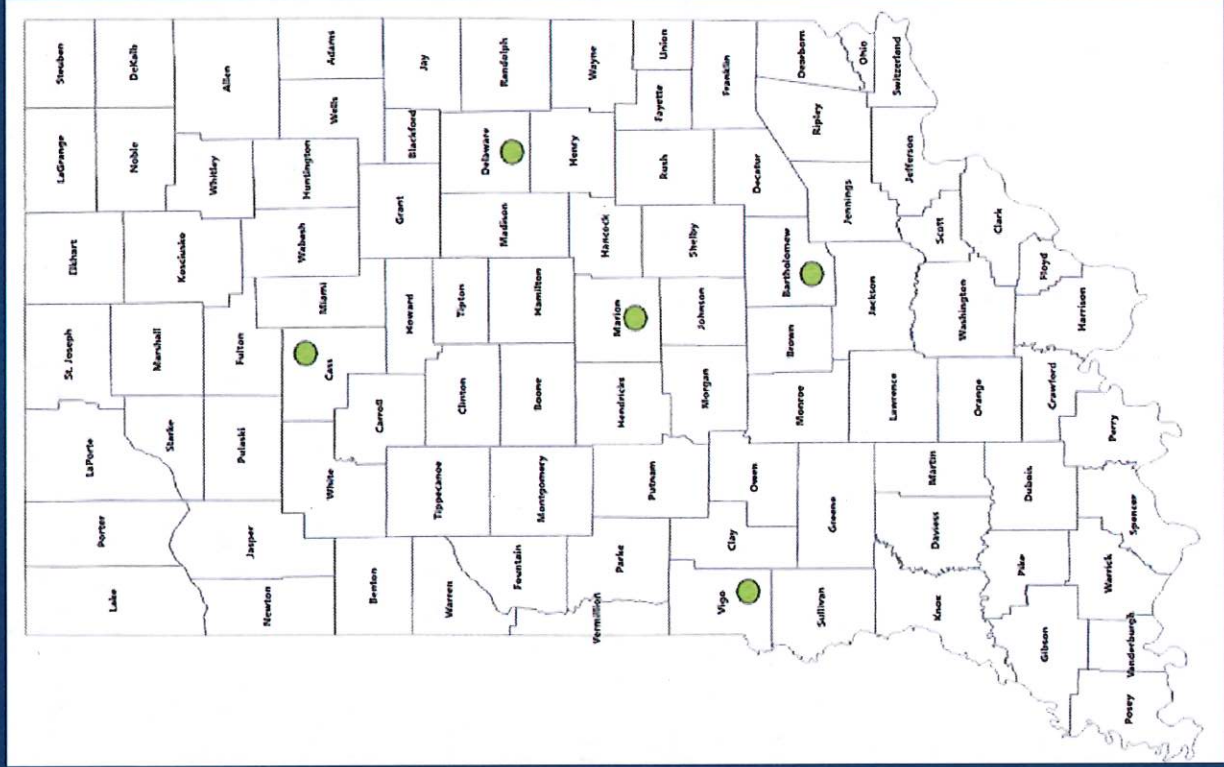 Lake
Porter
LaPorte
St. Joseph
Elkhart
LaGrange
Steuben
Starke
Marshall
Kosciusko
Noble
DeKalb
Newton
Jasper
Pulaski
Fulton
Whitley
Allen
Benton
White
Cass
Miami
Wabash
Huntington
Wells
Adams
Carroll
Howard
Grant
Blackford
Jay
Warren
Tippecanoe
Clinton
Tipton
Madison
Delaware
Randolph
Fountain
Montgomery
Boone
Hamilton
Henry
Wayne
Vermillion
Parke
Putnam
Hendricks
Marion
Hancock
Rush
Fayette
Union
Vigo
Clay
Owen
Morgan
Johnson
Shelby
Decatur
Franklin
Sullivan
Greene
Monroe
Brown
Bartholomew
Jennings
Ripley
Dearborn
Ohio
Knox
Daviess
Martin
Lawrence
Jackson
Scott
Jefferson
Switzerland
Gibson
Pike
Dubois
Orange
Washington
Clark
Floyd
Posey
Vanderburgh
Warrick
Spencer
Perry
Crawford
Harrison